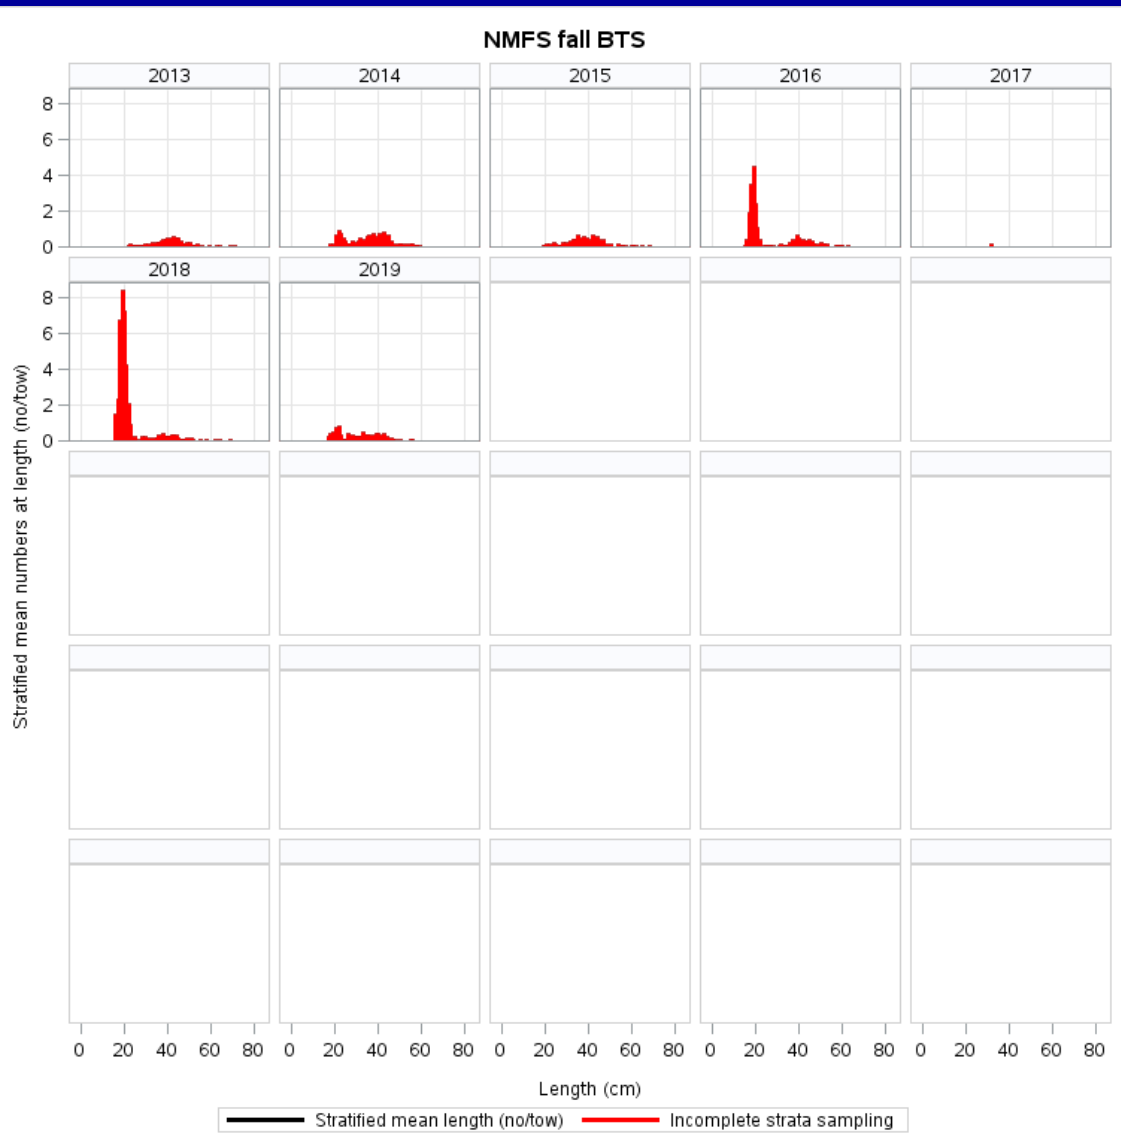 NMFS fall BTS
2013 2014 2015 2016 2017
8
6
4
2
0
2018 2019
8
6
4
2
0
Stratified mean numbers at length (no/tow)
0 20 40 60 80 0 20 40 60 80 0 20 40 60 80 0 20 40 60 80 0 20 40 60 80
Length (cm)
Stratified mean length (no/tow) Incomplete strata sampling